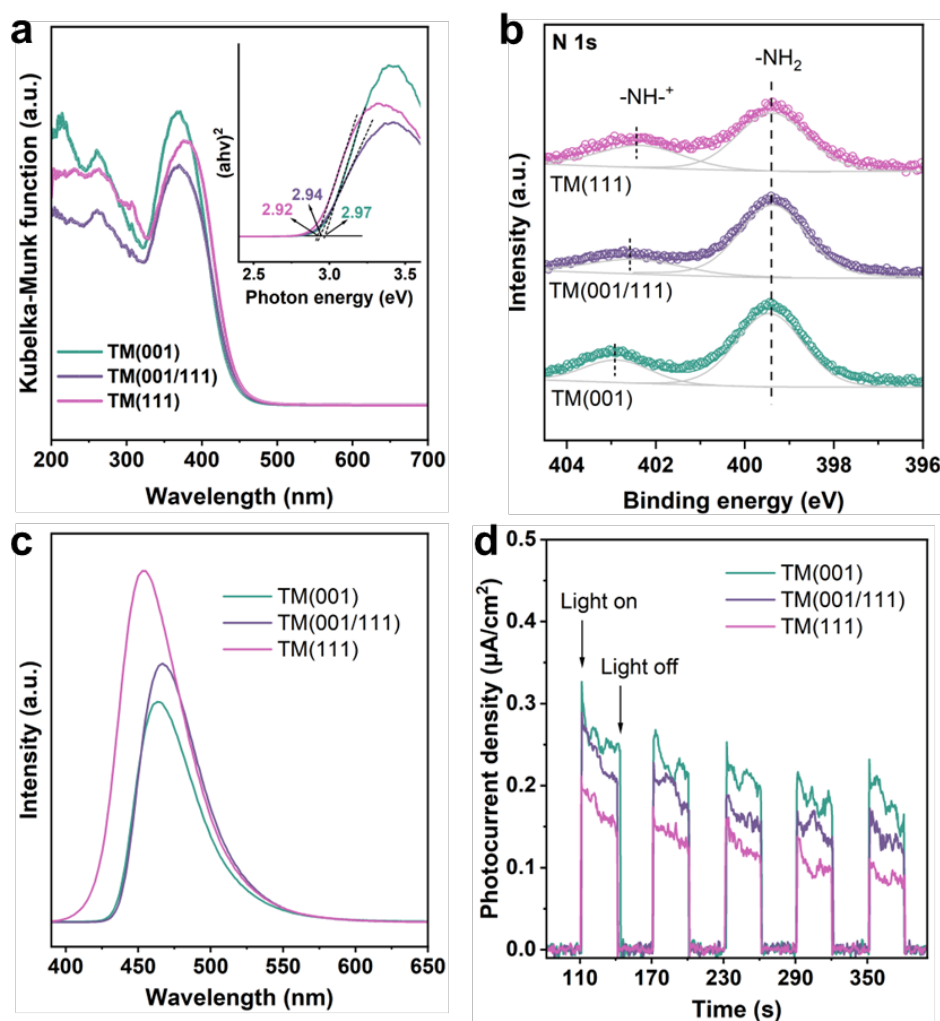 a
Kubelka-Munk function (a.u.)
(ahv)²
2.92
2.94
2.97
2.5
3.0
3.5
Photon energy (eV)
TM(001)
TM(001/111)
TM(111)
200
300
400
500
600
700
Wavelength (nm)
b
N 1s
-NH-⁺
-NH₂
Intensity (a.u.)
TM(111)
TM(001/111)
TM(001)
404
402
400
398
396
Binding energy (eV)
c
Intensity (a.u.)
TM(001)
TM(001/111)
TM(111)
400
450
500
550
600
650
Wavelength (nm)
d
Photocurrent density (μA/cm²)
0.5
0.4
0.3
0.2
0.1
0.0
TM(001)
TM(001/111)
TM(111)
Light on
Light off
110
170
230
290
350
Time (s)